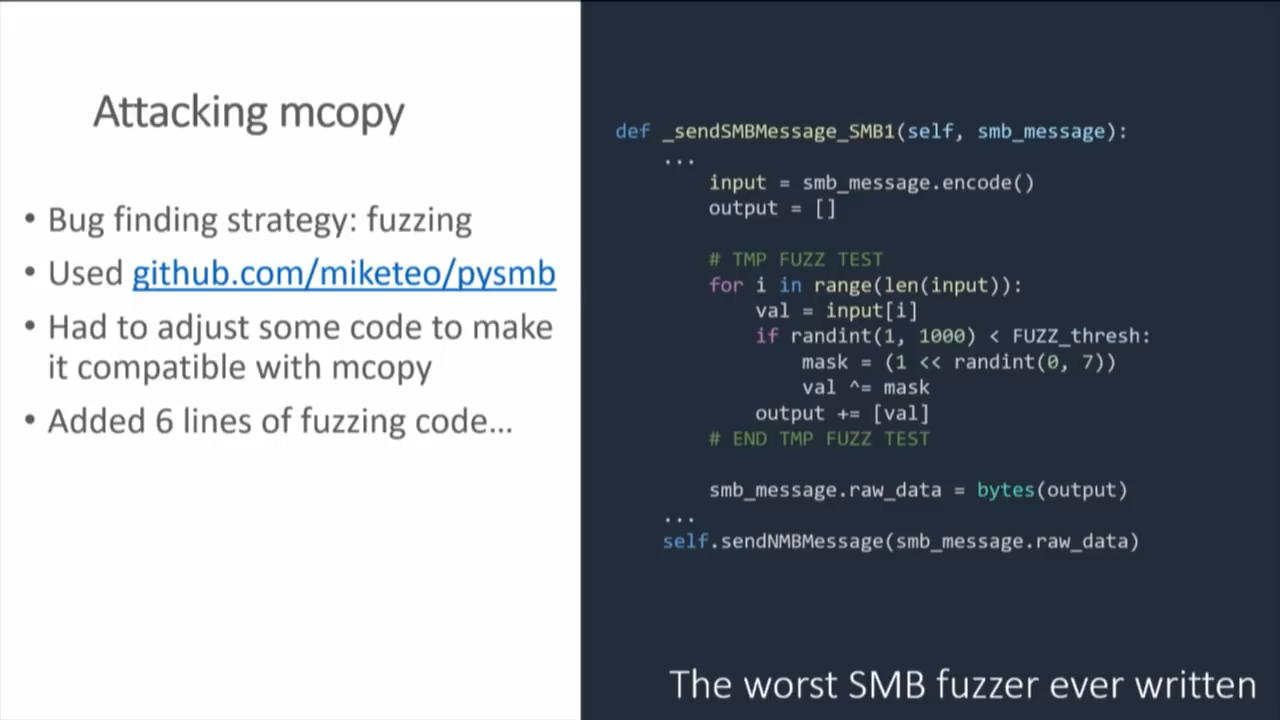 Attacking mcopy
• Bug finding strategy: fuzzing
• Used github.com/miketeo/pysmb
• Had to adjust some code to make
it compatible with mcopy
• Added 6 lines of fuzzing code...
def _sendSMBMessage_SMB1(self, smb_message):
    ...
        input = smb_message.encode()
        output = []

        # TMP FUZZ TEST
        for i in range(len(input)):
            val = input[i]
            if randint(1, 1000) < FUZZ_thresh:
                mask = (1 << randint(0, 7))
                val ^= mask
            output += [val]
        # END TMP FUZZ TEST

        smb_message.raw_data = bytes(output)
    ...
    self.sendNMBMessage(smb_message.raw_data)
The worst SMB fuzzer ever written